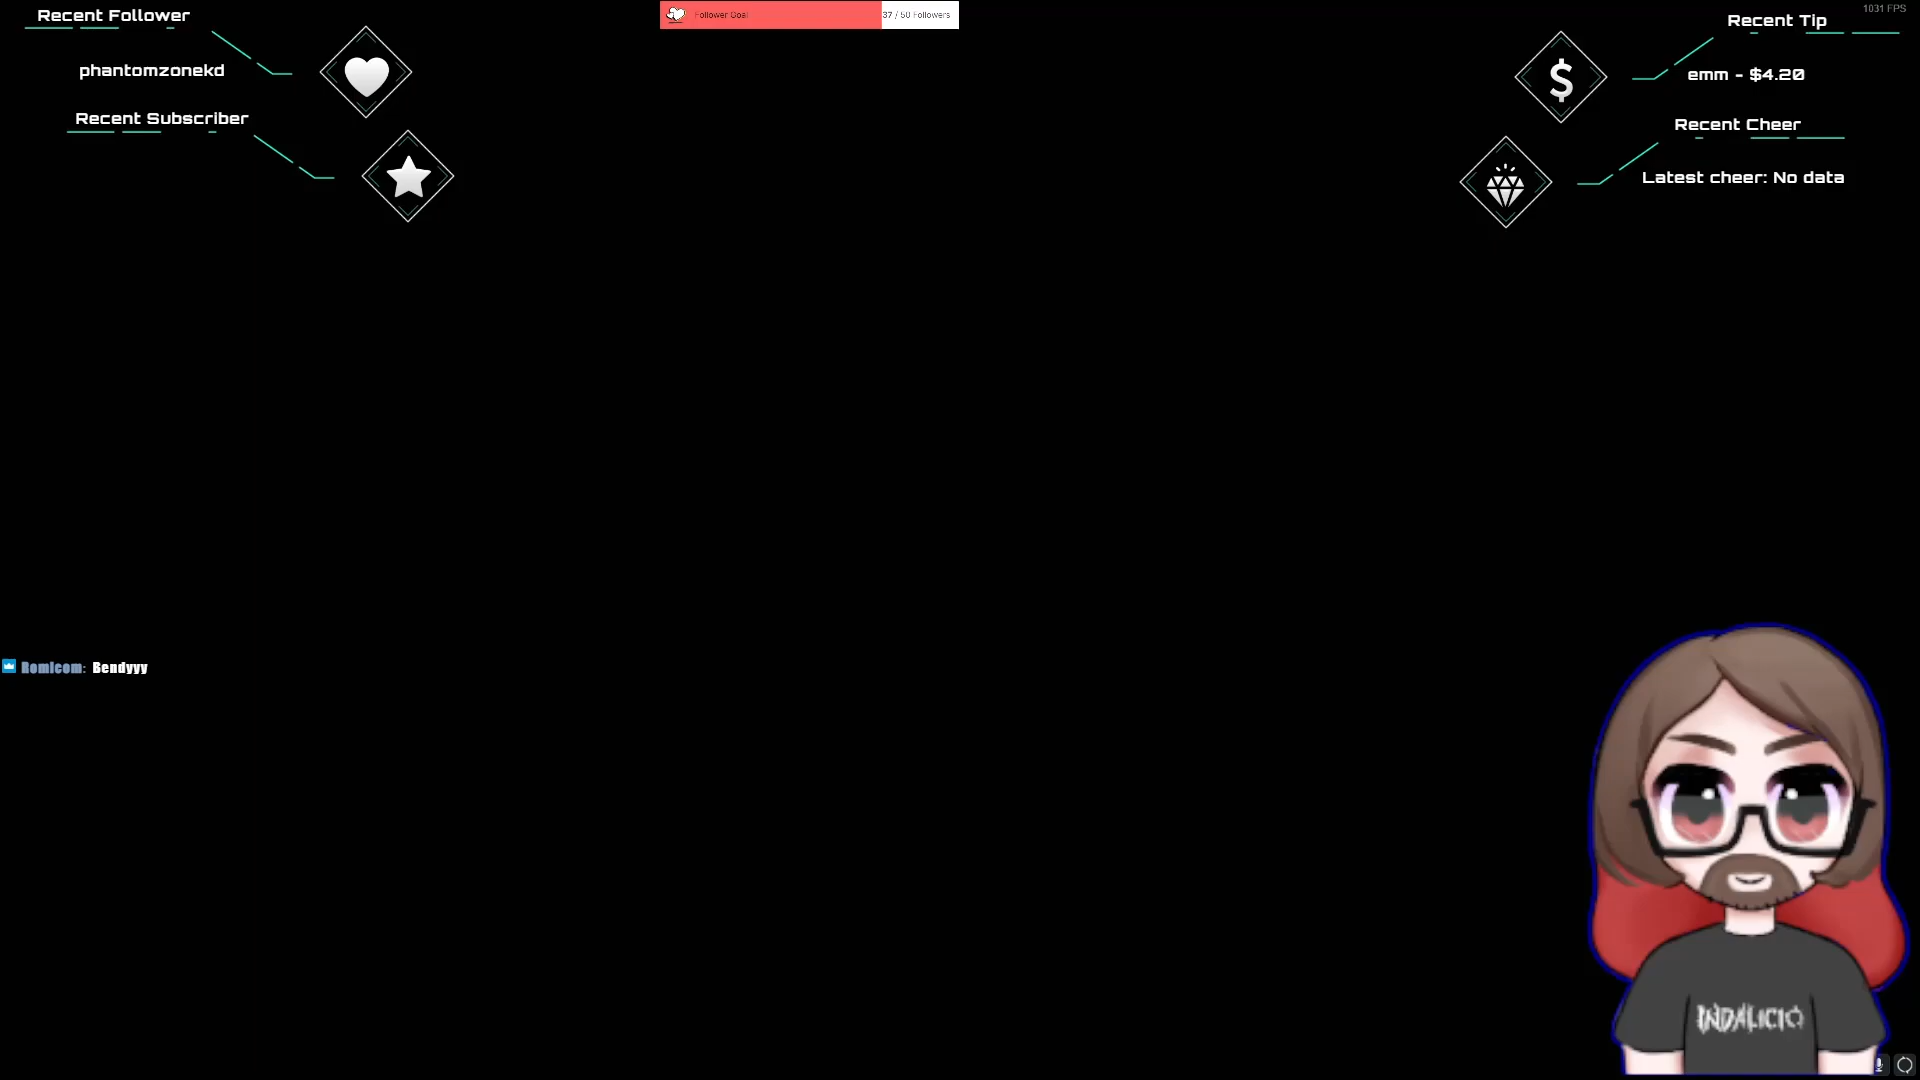 Recent Follower
phantomzonekd
Recent Subscriber
Follower Goal
37 / 50 Followers
1031 FPS
Recent Tip
emm - $4.20
Recent Cheer
Latest cheer: No data
Romicom: Bendyyy
INDALICIO